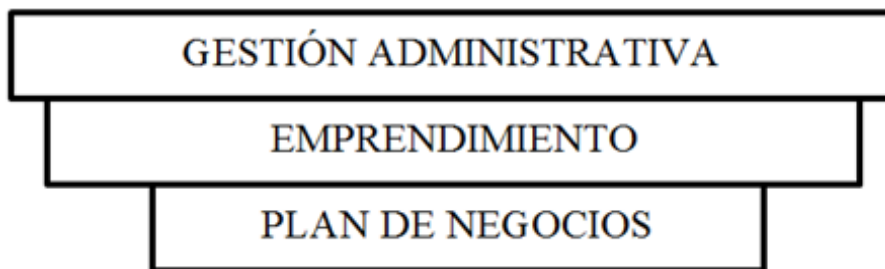 GESTIÓN ADMINISTRATIVA
EMPRENDIMIENTO
PLAN DE NEGOCIOS